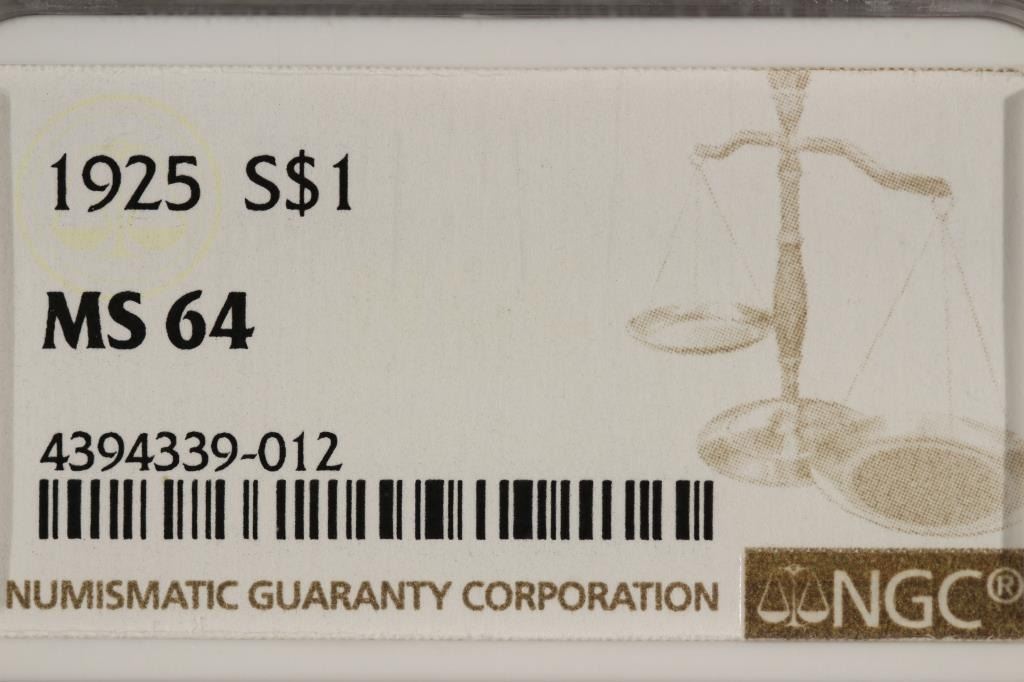 1925 S$1
MS 64
4394339-012
NUMISMATIC GUARANTY CORPORATION
NGC®